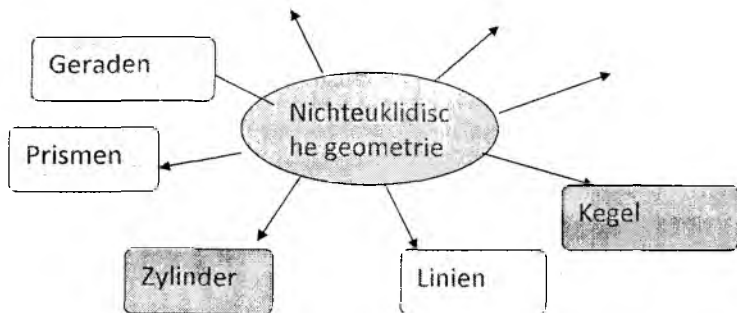 Geraden
Nichteuklidisc
he geometrie
Prismen
Kegel
Zylinder
Linien